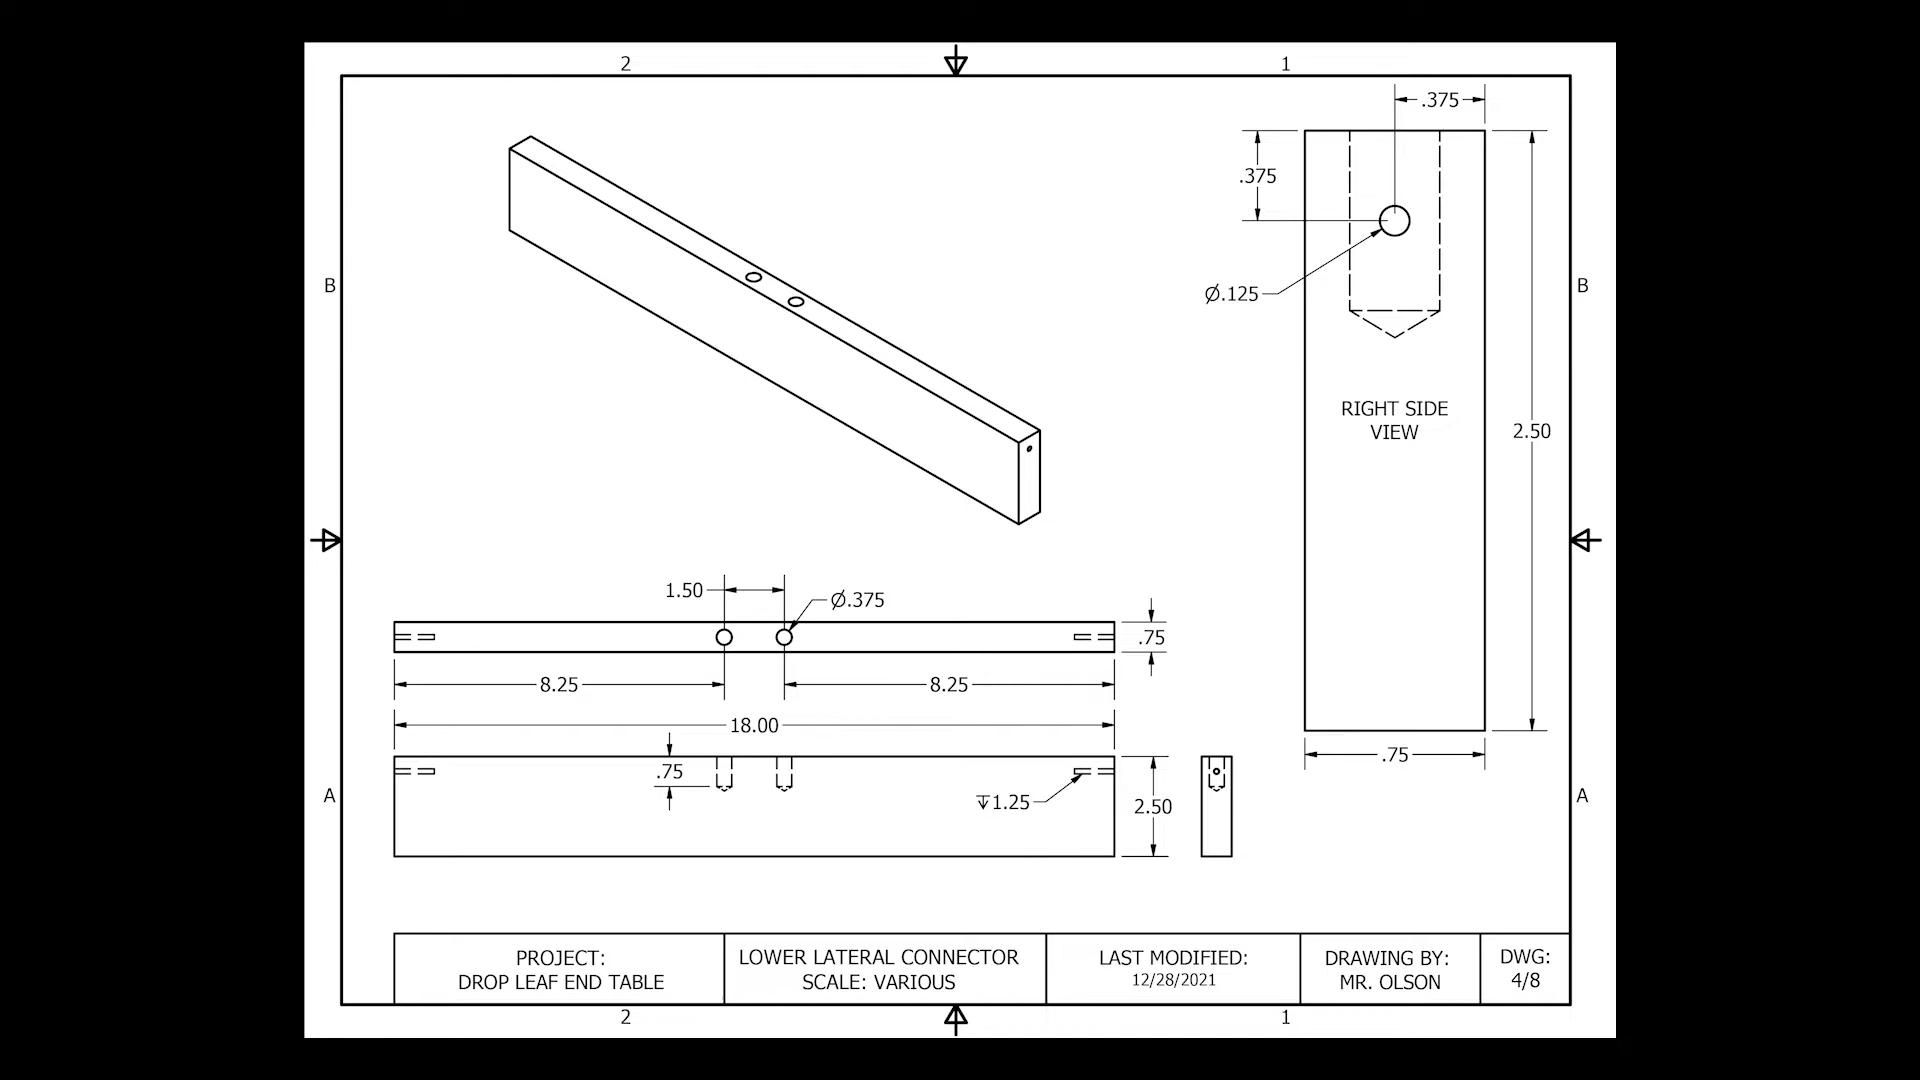 2
1
.375
.375
Ø.125
B
B
RIGHT SIDE
VIEW
2.50
1.50
Ø.375
.75
8.25
8.25
18.00
.75
.75
↧1.25
2.50
A
A
PROJECT:
DROP LEAF END TABLE
LOWER LATERAL CONNECTOR
SCALE: VARIOUS
LAST MODIFIED:
12/28/2021
DRAWING BY:
MR. OLSON
DWG:
4/8
2
1